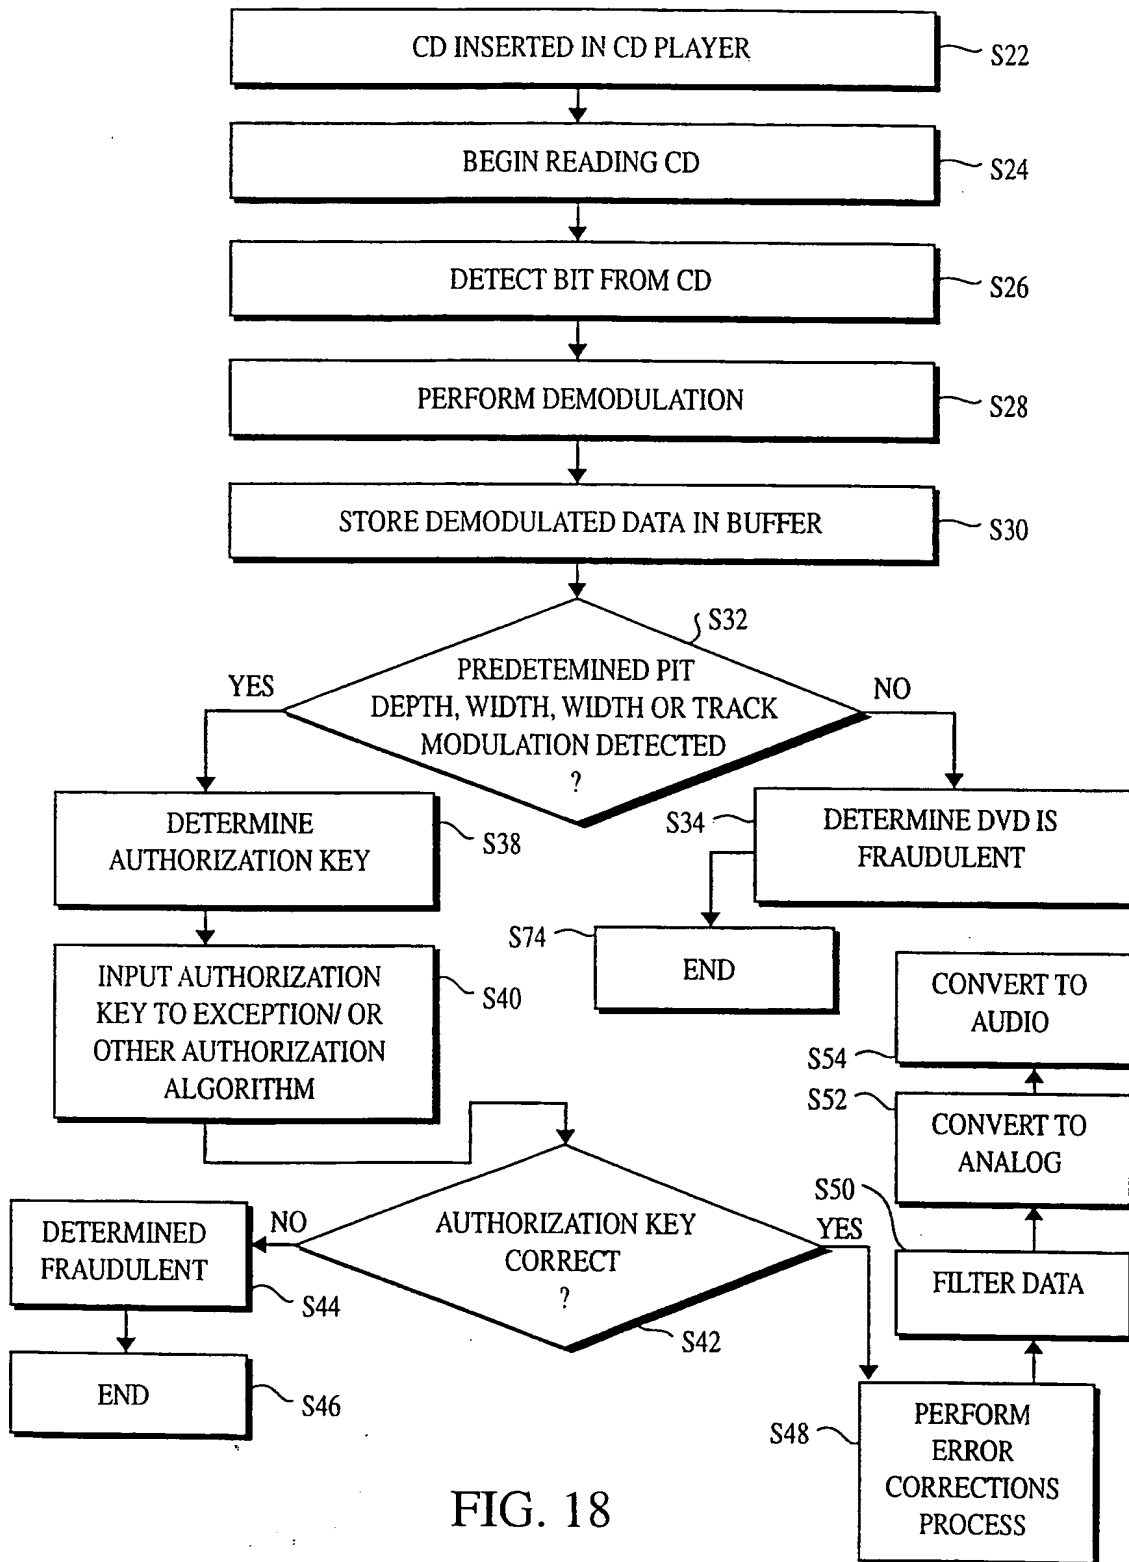 CD INSERTED IN CD PLAYER
S22
BEGIN READING CD
S24
DETECT BIT FROM CD
S26
PERFORM DEMODULATION
S28
STORE DEMODULATED DATA IN BUFFER
S30
S32
PREDETEMINED PIT
DEPTH, WIDTH, WIDTH OR TRACK
MODULATION DETECTED
?
YES
NO
DETERMINE
AUTHORIZATION KEY
S38
S34
DETERMINE DVD IS
FRAUDULENT
S74
END
INPUT AUTHORIZATION
KEY TO EXCEPTION/ OR
OTHER AUTHORIZATION
ALGORITHM
S40
CONVERT TO
AUDIO
S54
S52
CONVERT TO
ANALOG
S50
FILTER DATA
AUTHORIZATION KEY
CORRECT
?
S42
NO
YES
DETERMINED
FRAUDULENT
S44
END
S46
S48
PERFORM
ERROR
CORRECTIONS
PROCESS
FIG. 18